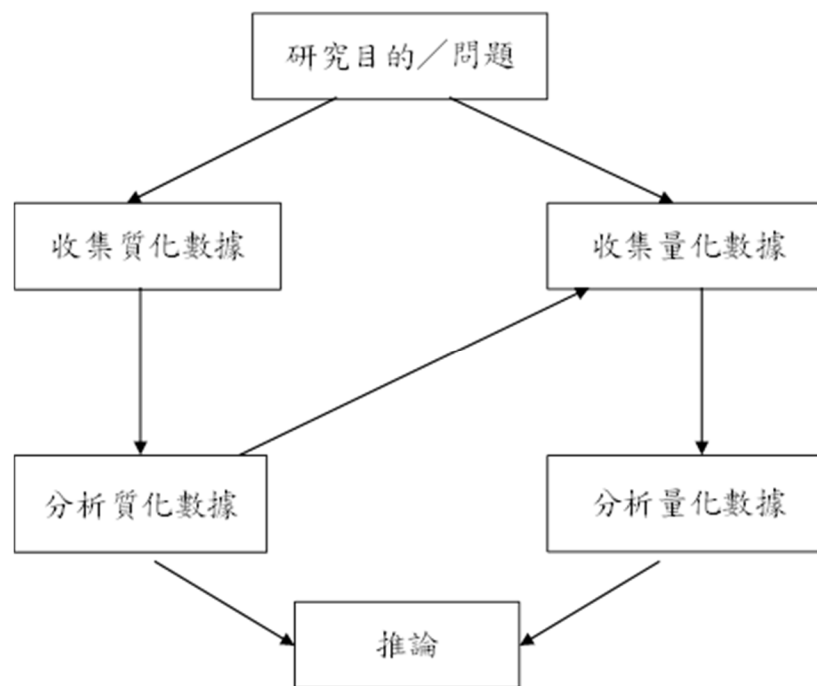 研究目的／問題
收集質化數據
收集量化數據
分析質化數據
分析量化數據
推論